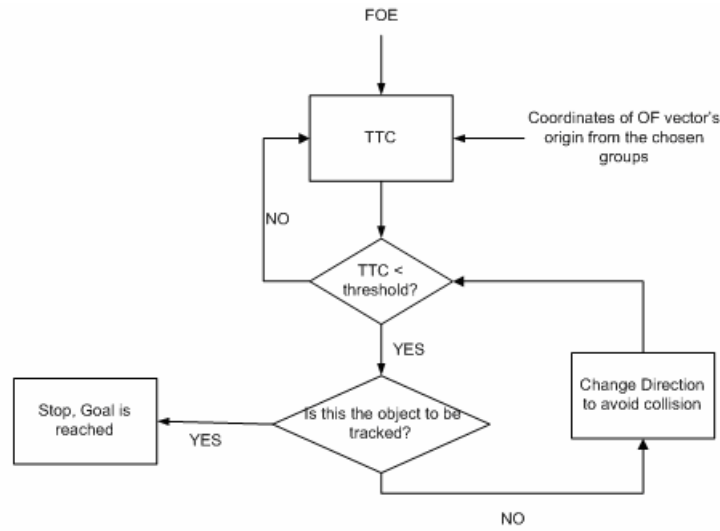 FOE
TTC
Coordinates of OF vector's
origin from the chosen
groups
NO
TTC <
threshold?
YES
Change Direction
to avoid collision
Stop, Goal is
reached
Is this the object to be
tracked?
YES
NO